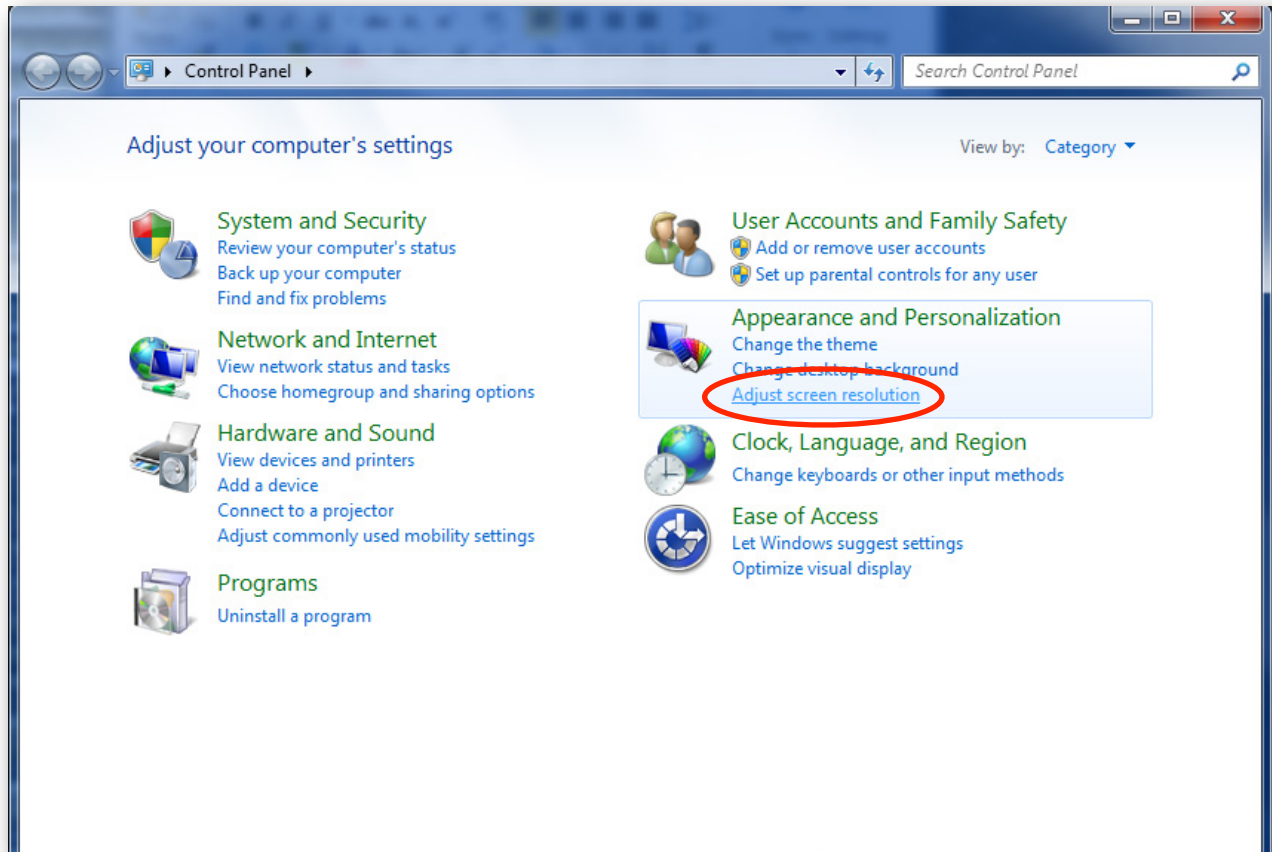 Control Panel
Search Control Panel
Adjust your computer's settings
View by: Category
System and Security
Review your computer's status
Back up your computer
Find and fix problems
Network and Internet
View network status and tasks
Choose homegroup and sharing options
Hardware and Sound
View devices and printers
Add a device
Connect to a projector
Adjust commonly used mobility settings
Programs
Uninstall a program
User Accounts and Family Safety
Add or remove user accounts
Set up parental controls for any user
Appearance and Personalization
Change the theme
Change desktop background
Adjust screen resolution
Clock, Language, and Region
Change keyboards or other input methods
Ease of Access
Let Windows suggest settings
Optimize visual display